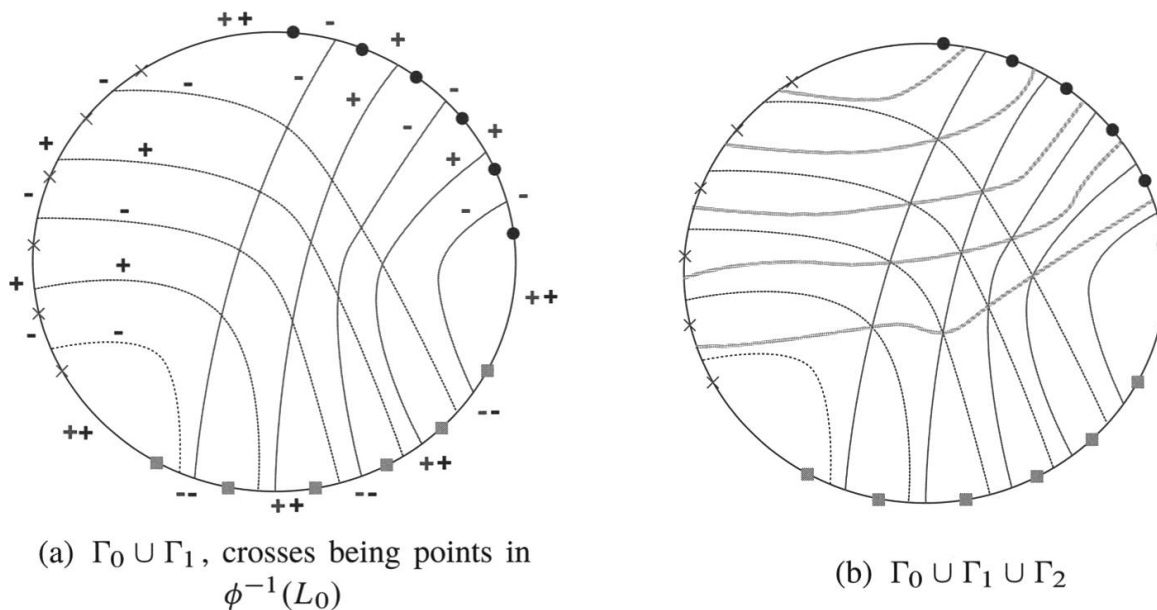 ++ - +
- - - + -
+ + - +
- - + - -
+ + ++
- -
++ --
++
-- -- 
++
(a) Γ₀ ∪ Γ₁, crosses being points in
ϕ⁻¹(L₀)
(b) Γ₀ ∪ Γ₁ ∪ Γ₂